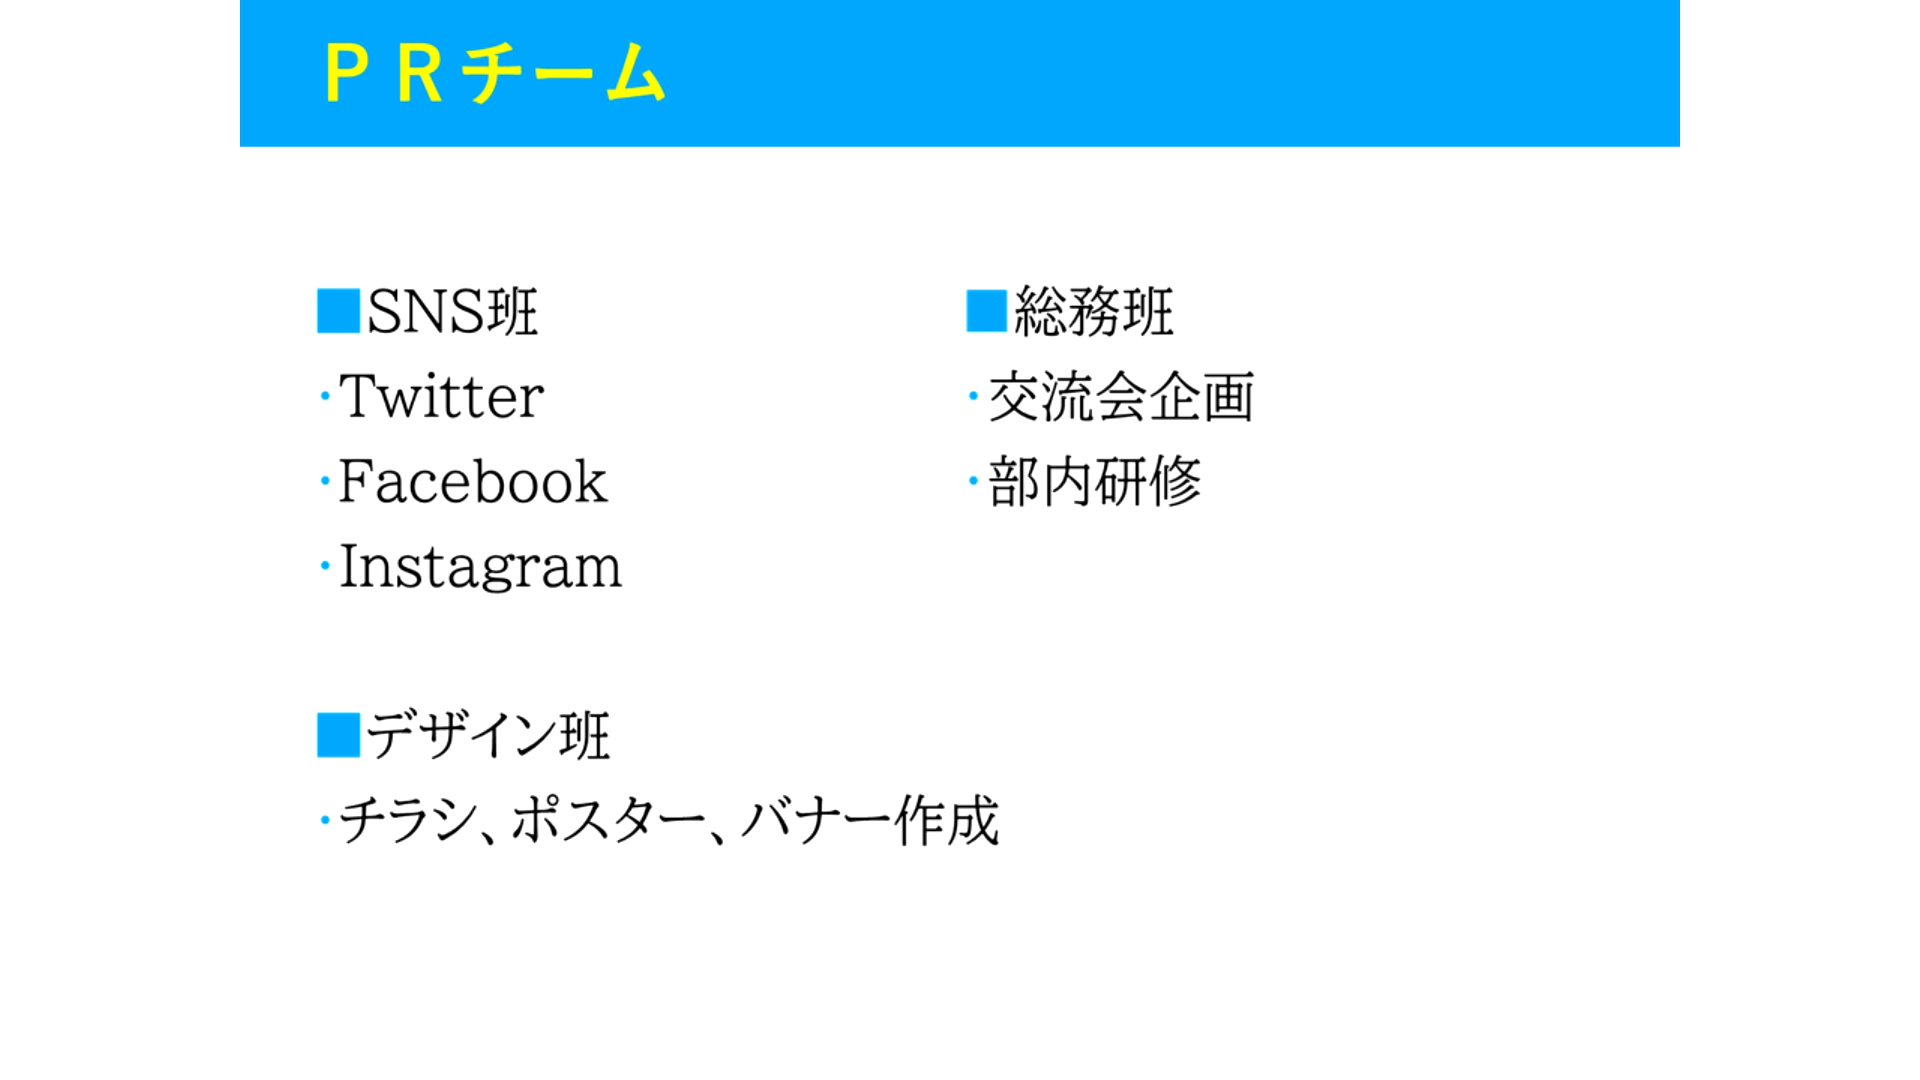 ＰＲチーム
■SNS班
・Twitter
・Facebook
・Instagram
■デザイン班
・チラシ、ポスター、バナー作成
■総務班
・交流会企画
・部内研修